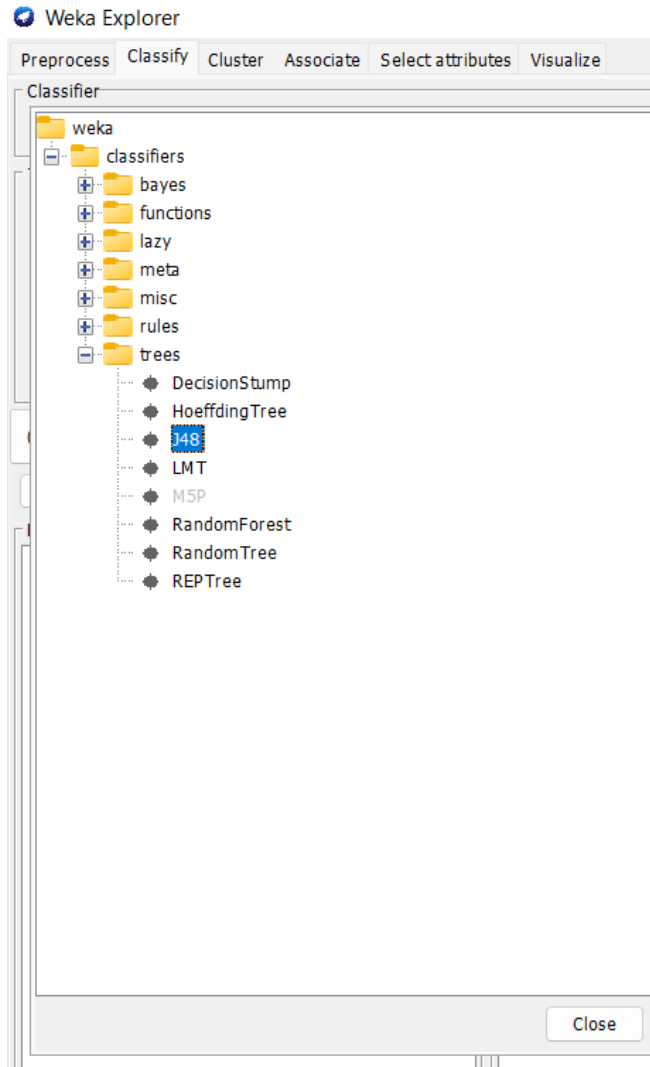 Weka Explorer
Preprocess Classify Cluster Associate Select attributes Visualize
Classifier
weka
classifiers
bayes
functions
lazy
meta
misc
rules
trees
DecisionStump
HoeffdingTree
J48
LMT
M5P
RandomForest
RandomTree
REPTree
Close